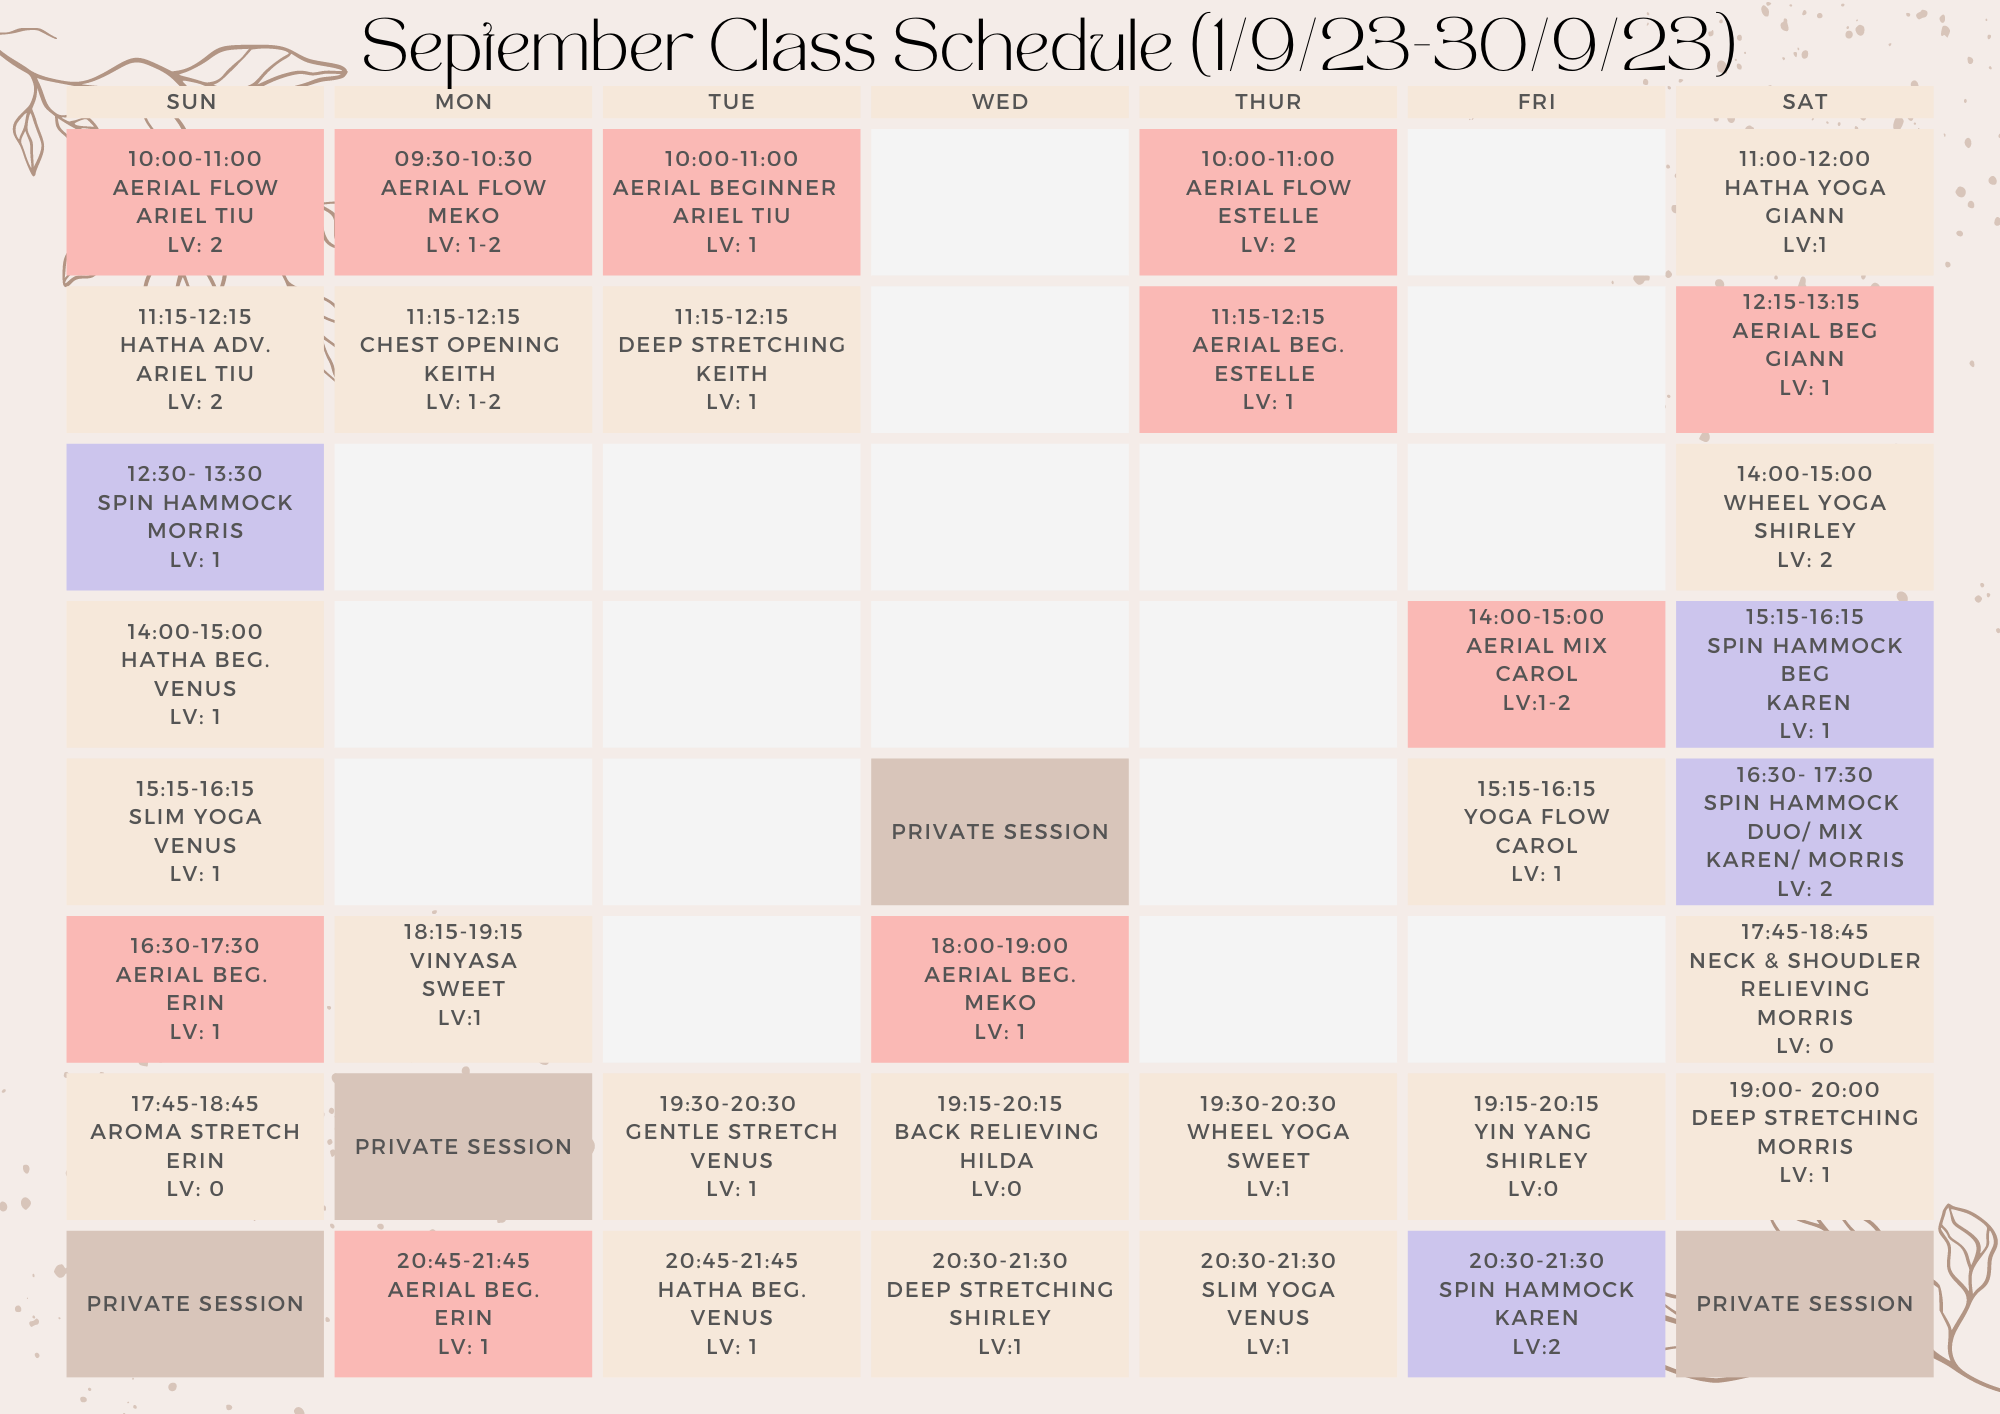 September Class Schedule (1/9/23-30/9/23)
SUN
MON
TUE
WED
THUR
FRI
SAT
10:00-11:00
AERIAL FLOW
ARIEL TIU
LV: 2
09:30-10:30
AERIAL FLOW
MEKO
LV: 1-2
10:00-11:00
AERIAL BEGINNER
ARIEL TIU
LV: 1
10:00-11:00
AERIAL FLOW
ESTELLE
LV: 2
11:00-12:00
HATHA YOGA
GIANN
LV:1
11:15-12:15
HATHA ADV.
ARIEL TIU
LV: 2
11:15-12:15
CHEST OPENING
KEITH
LV: 1-2
11:15-12:15
DEEP STRETCHING
KEITH
LV: 1
11:15-12:15
AERIAL BEG.
ESTELLE
LV: 1
12:15-13:15
AERIAL BEG
GIANN
LV: 1
12:30- 13:30
SPIN HAMMOCK
MORRIS
LV: 1
14:00-15:00
WHEEL YOGA
SHIRLEY
LV: 2
14:00-15:00
HATHA BEG.
VENUS
LV: 1
14:00-15:00
AERIAL MIX
CAROL
LV:1-2
15:15-16:15
SPIN HAMMOCK
BEG
KAREN
LV: 1
15:15-16:15
SLIM YOGA
VENUS
LV: 1
PRIVATE SESSION
15:15-16:15
YOGA FLOW
CAROL
LV: 1
16:30- 17:30
SPIN HAMMOCK
DUO/ MIX
KAREN/ MORRIS
LV: 2
16:30-17:30
AERIAL BEG.
ERIN
LV: 1
18:15-19:15
VINYASA
SWEET
LV:1
18:00-19:00
AERIAL BEG.
MEKO
LV: 1
17:45-18:45
NECK & SHOUDLER
RELIEVING
MORRIS
LV: 0
17:45-18:45
AROMA STRETCH
ERIN
LV: 0
PRIVATE SESSION
19:30-20:30
GENTLE STRETCH
VENUS
LV: 1
19:15-20:15
BACK RELIEVING
HILDA
LV:0
19:30-20:30
WHEEL YOGA
SWEET
LV:1
19:15-20:15
YIN YANG
SHIRLEY
LV:0
19:00- 20:00
DEEP STRETCHING
MORRIS
LV: 1
PRIVATE SESSION
20:45-21:45
AERIAL BEG.
ERIN
LV: 1
20:45-21:45
HATHA BEG.
VENUS
LV: 1
20:30-21:30
DEEP STRETCHING
SHIRLEY
LV:1
20:30-21:30
SLIM YOGA
VENUS
LV:1
20:30-21:30
SPIN HAMMOCK
KAREN
LV:2
PRIVATE SESSION